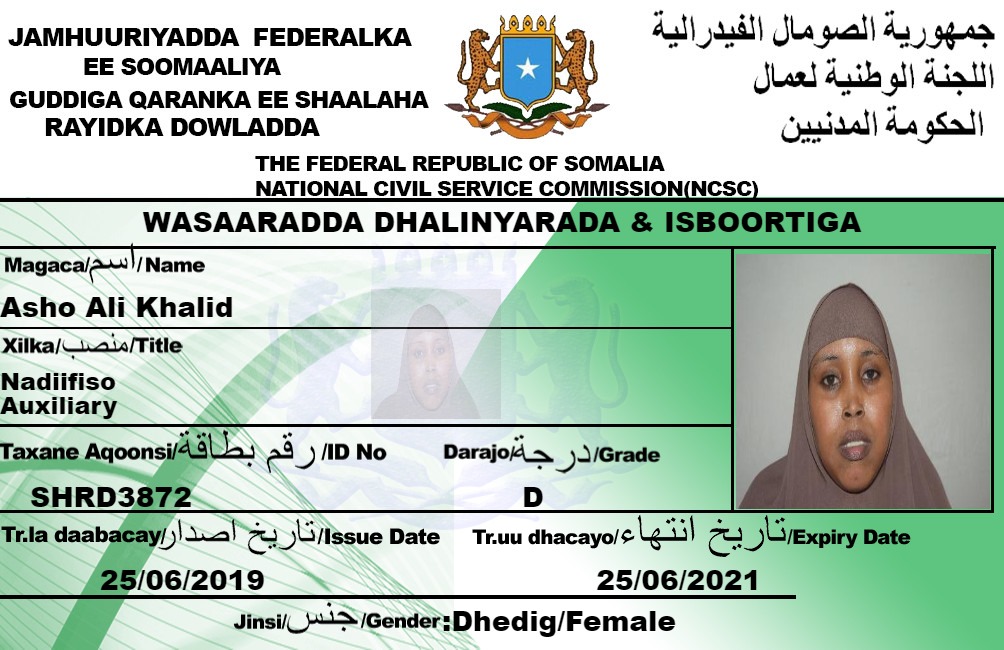 JAMHUURIYADDA FEDERALKA
EE SOOMAALIYA
GUDDIGA QARANKA EE SHAALAHA
RAYIDKA DOWLADDA
جمهورية الصومال الفيدرالية
اللجنة الوطنية لعمال
الحكومة المدنيين
THE FEDERAL REPUBLIC OF SOMALIA
NATIONAL CIVIL SERVICE COMMISSION(NCSC)
WASAARADDA DHALINYARADA & ISBOORTIGA
Magaca/اسم/Name
Asho Ali Khalid
Xilka/منصب/Title
Nadiifiso
Auxiliary
Taxane Aqoonsi/رقم بطاقة/ID No
Darajo/درجة/Grade
SHRD3872
D
Tr.la daabacay/تاريخ اصدار/Issue Date
Tr.uu dhacayo/تاريخ انتهاء/Expiry Date
25/06/2019
25/06/2021
Jinsi/جنس/Gender:Dhedig/Female